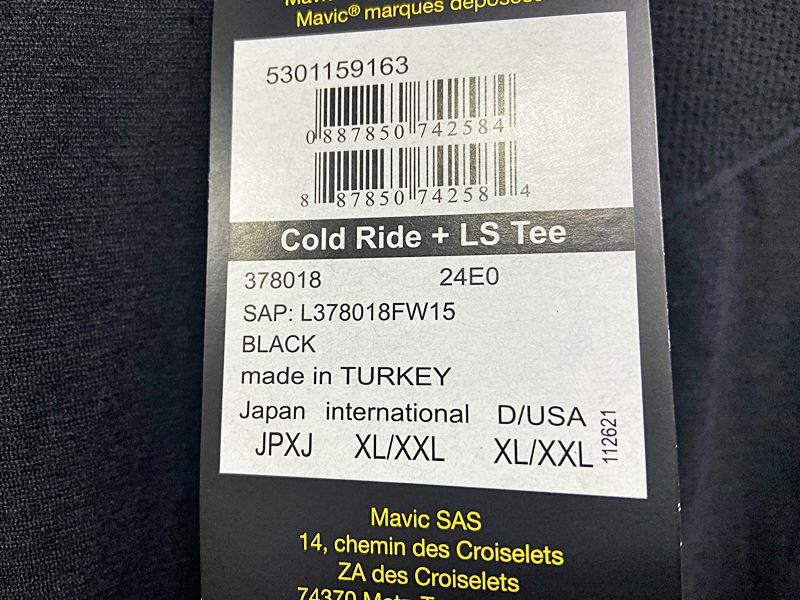 Mavic® marques déposées
5301159163
0 887850 742584
8 87850 74258 4
Cold Ride + LS Tee
378018 24E0
SAP: L378018FW15
BLACK
made in TURKEY
Japan international D/USA
JPXJ XL/XXL XL/XXL
112621
Mavic SAS
14, chemin des Croiselets
ZA des Croiselets
74370